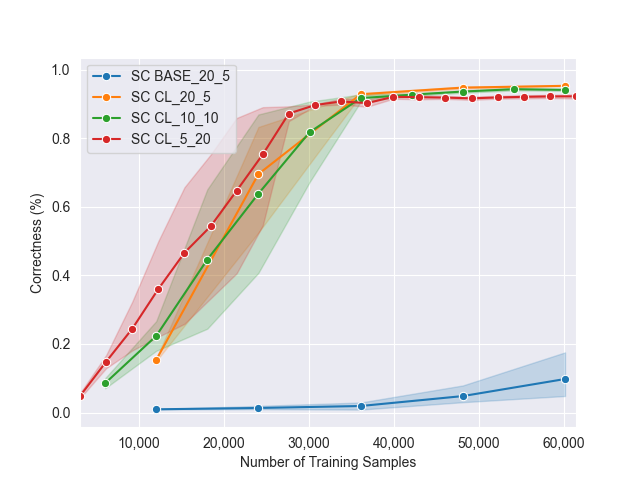 SC BASE_20_5
SC CL_20_5
SC CL_10_10
SC CL_5_20
Correctness (%)
1.0
0.8
0.6
0.4
0.2
0.0
10,000 20,000 30,000 40,000 50,000 60,000
Number of Training Samples